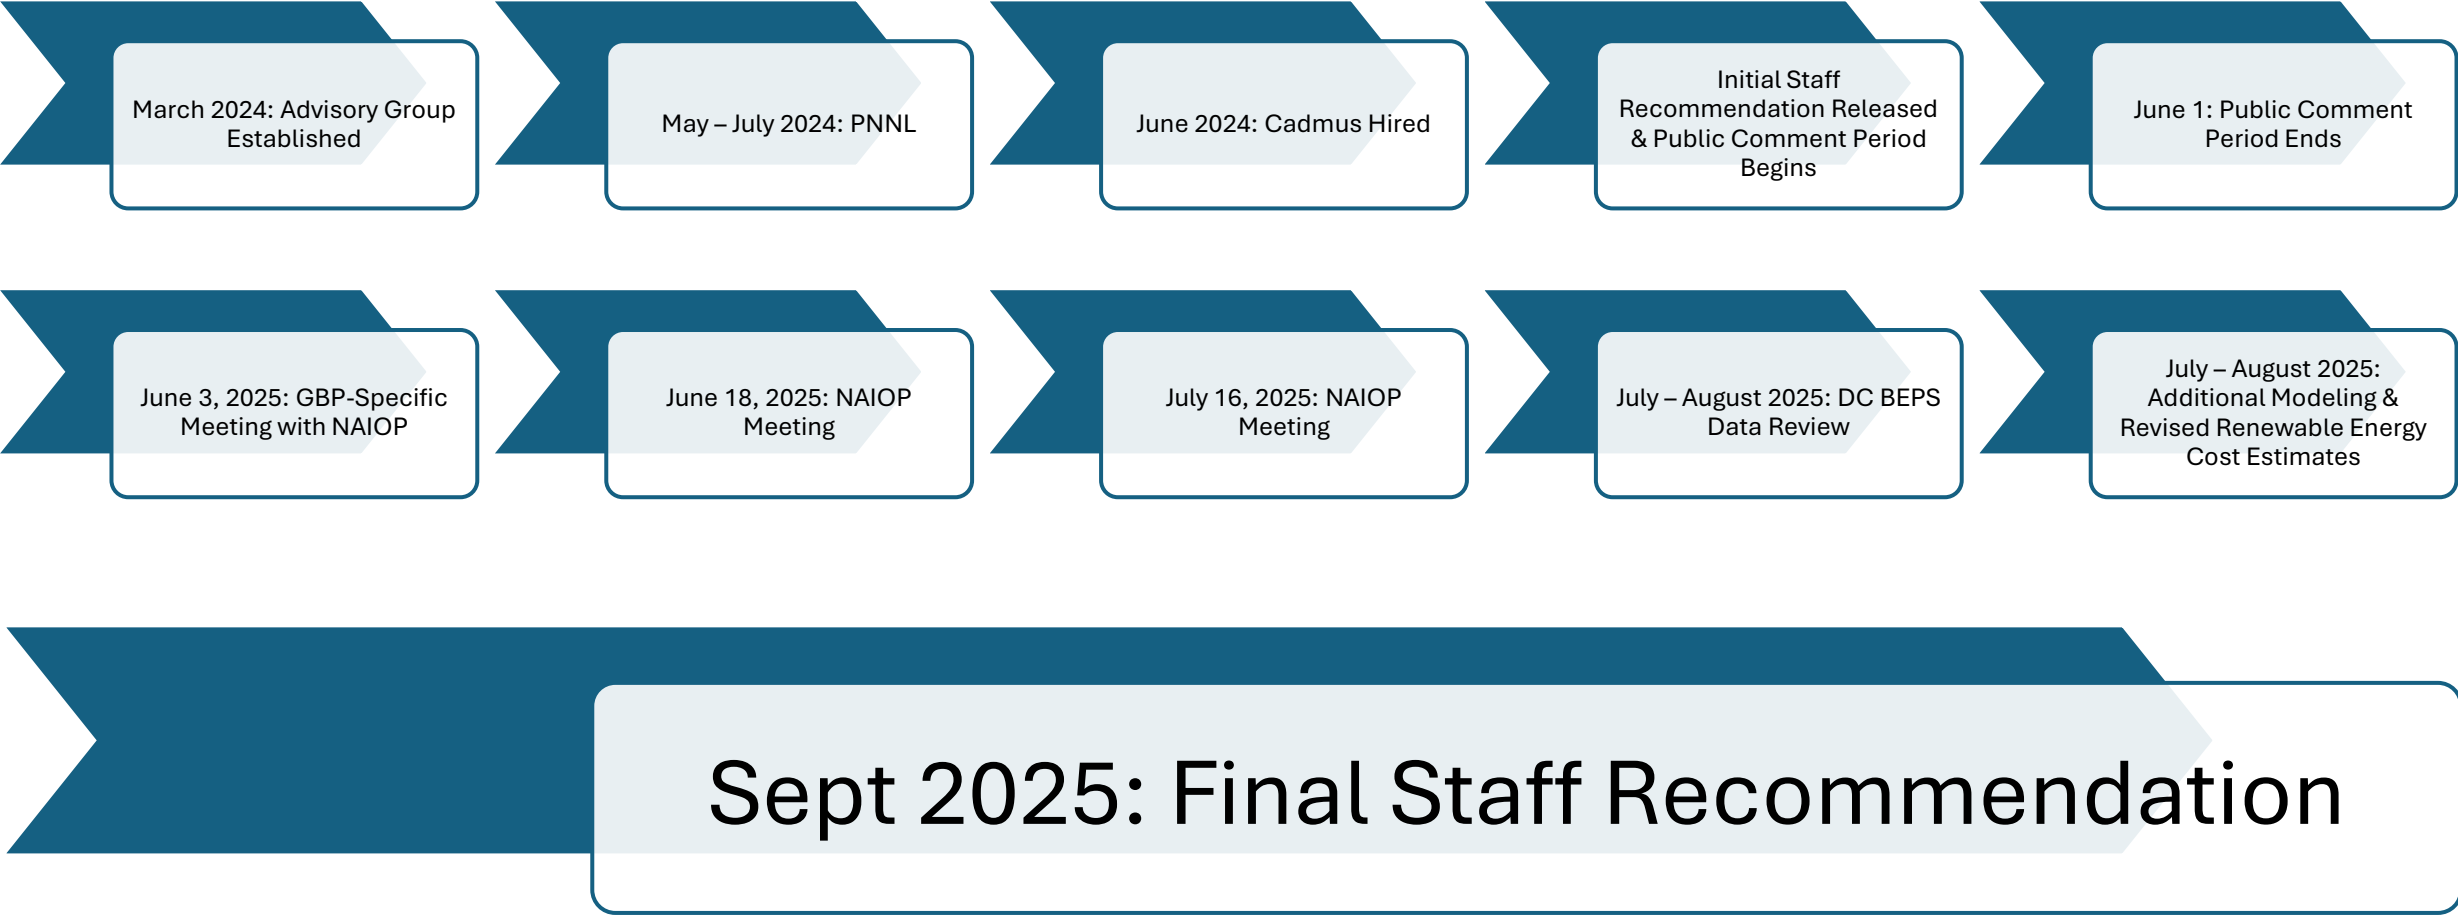 March 2024: Advisory Group
Established
May – July 2024: PNNL
June 2024: Cadmus Hired
Initial Staff
Recommendation Released
& Public Comment Period
Begins
June 1: Public Comment
Period Ends
June 3, 2025: GBP-Specific
Meeting with NAIOP
June 18, 2025: NAIOP
Meeting
July 16, 2025: NAIOP
Meeting
July – August 2025: DC BEPS
Data Review
July – August 2025:
Additional Modeling &
Revised Renewable Energy
Cost Estimates
Sept 2025: Final Staff Recommendation